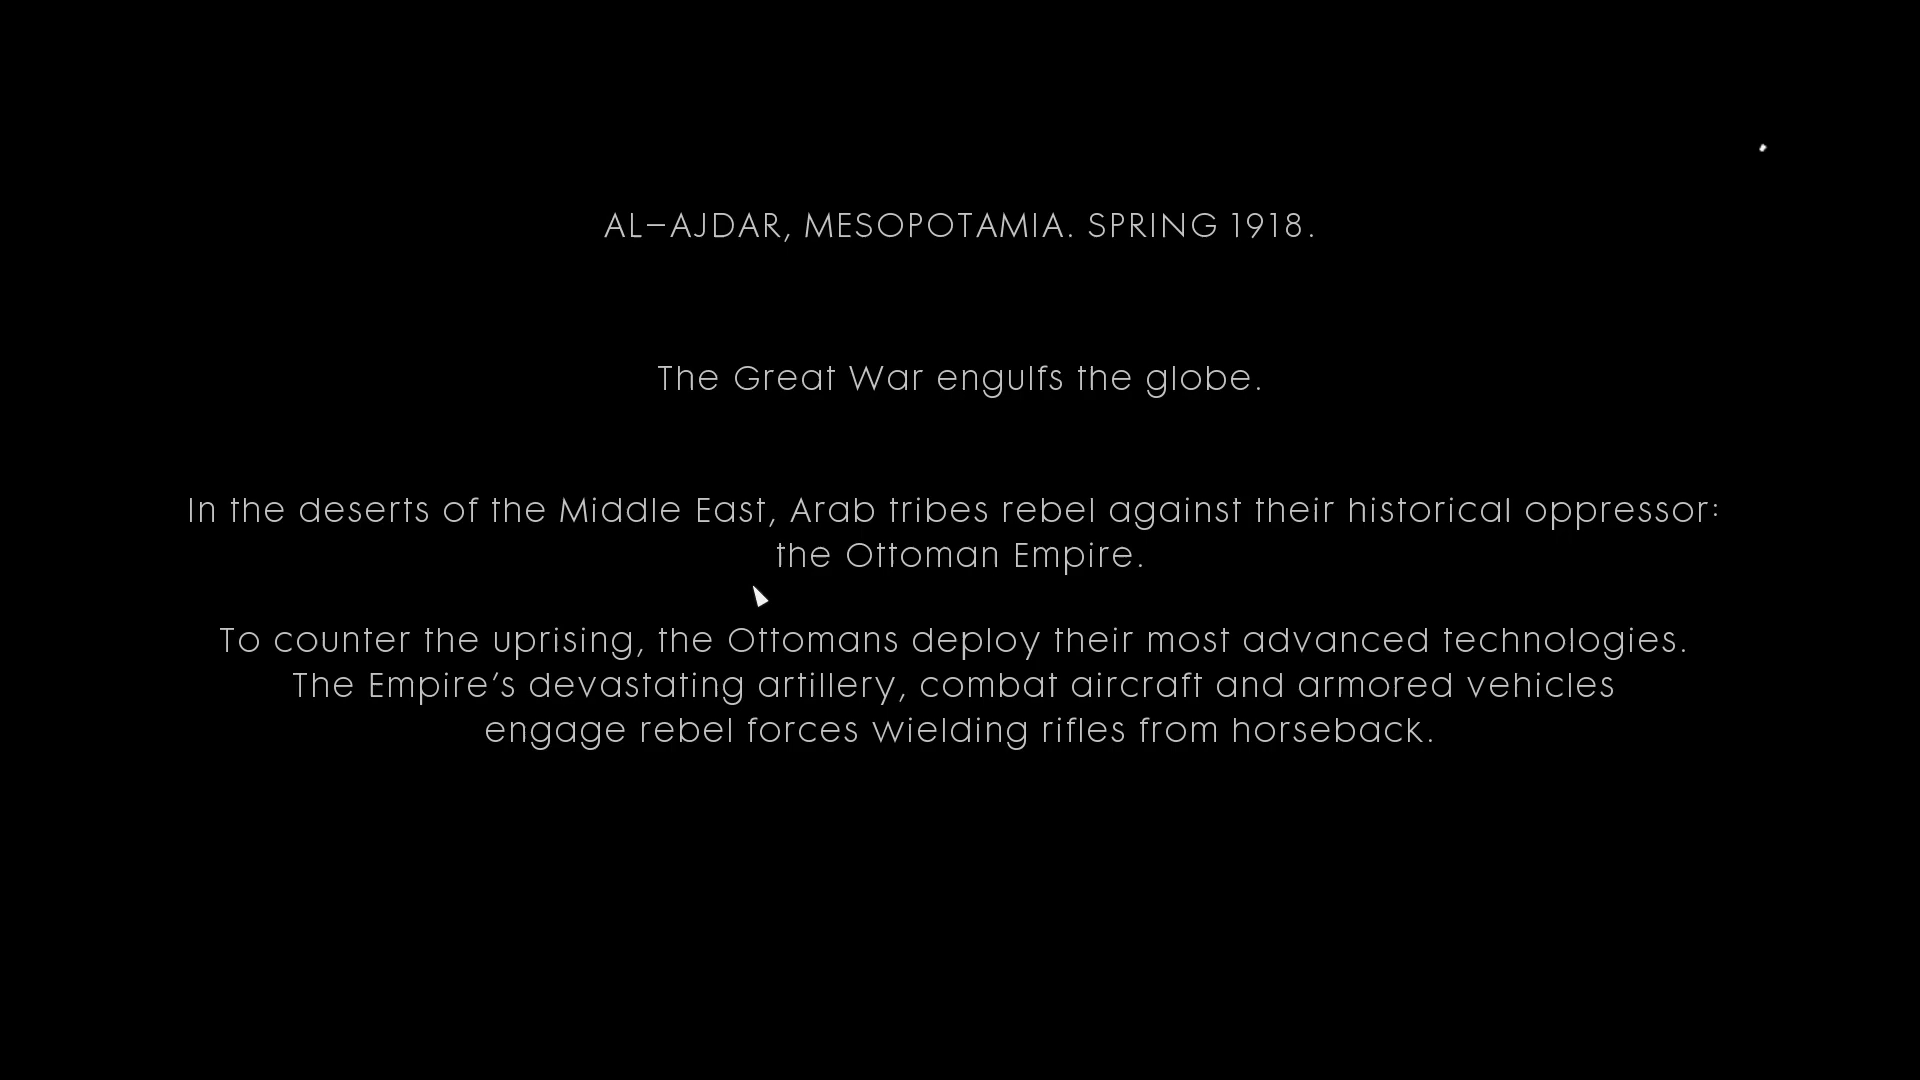 AL–AJDAR, MESOPOTAMIA. SPRING 1918.
The Great War engulfs the globe.
In the deserts of the Middle East, Arab tribes rebel against their historical oppressor:
the Ottoman Empire.
To counter the uprising, the Ottomans deploy their most advanced technologies.
The Empire’s devastating artillery, combat aircraft and armored vehicles
engage rebel forces wielding rifles from horseback.